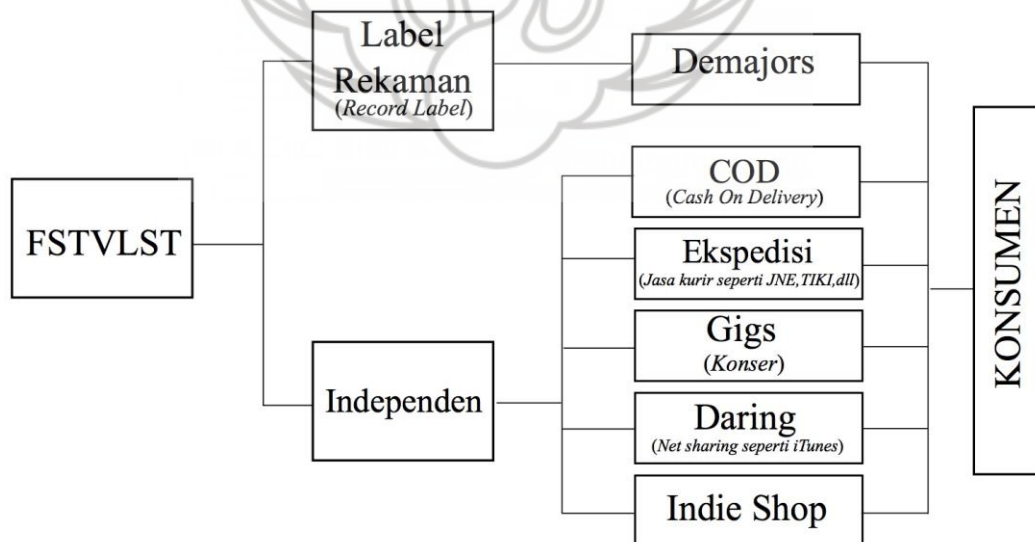 Label
Rekaman
(Record Label)
Demajors
COD
(Cash On Delivery)
FSTVLST
Ekspedisi
(Jasa kurir seperti JNE,TIKI,dll)
Gigs
(Konser)
Independen
Daring
(Net sharing seperti iTunes)
Indie Shop
KONSUMEN